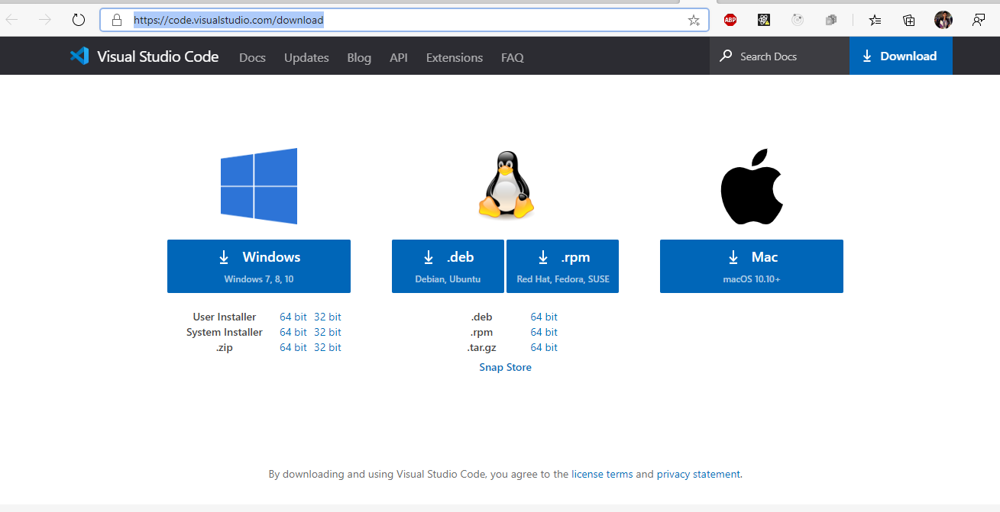 https://code.visualstudio.com/download
ABP
Visual Studio Code Docs Updates Blog API Extensions FAQ Search Docs Download
Windows
Windows 7, 8, 10
.deb
Debian, Ubuntu
.rpm
Red Hat, Fedora, SUSE
Mac
macOS 10.10+
User Installer 64 bit 32 bit
System Installer 64 bit 32 bit
.zip 64 bit 32 bit
.deb 64 bit
.rpm 64 bit
.tar.gz 64 bit
Snap Store
By downloading and using Visual Studio Code, you agree to the license terms and privacy statement.